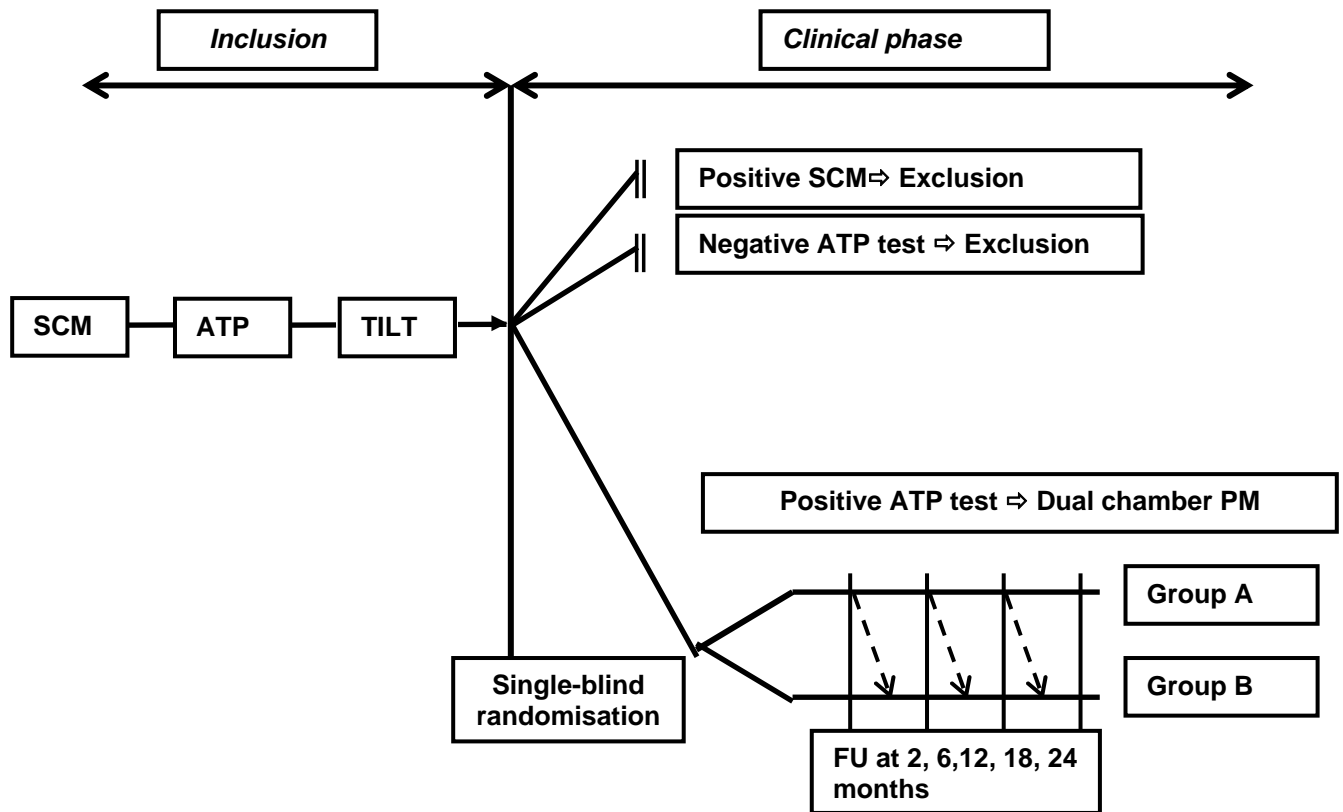 Inclusion
Clinical phase
Positive SCM⇨ Exclusion
Negative ATP test ⇨ Exclusion
SCM
ATP
TILT
Positive ATP test ⇨ Dual chamber PM
Group A
Group B
Single-blind
randomisation
FU at 2, 6,12, 18, 24
months